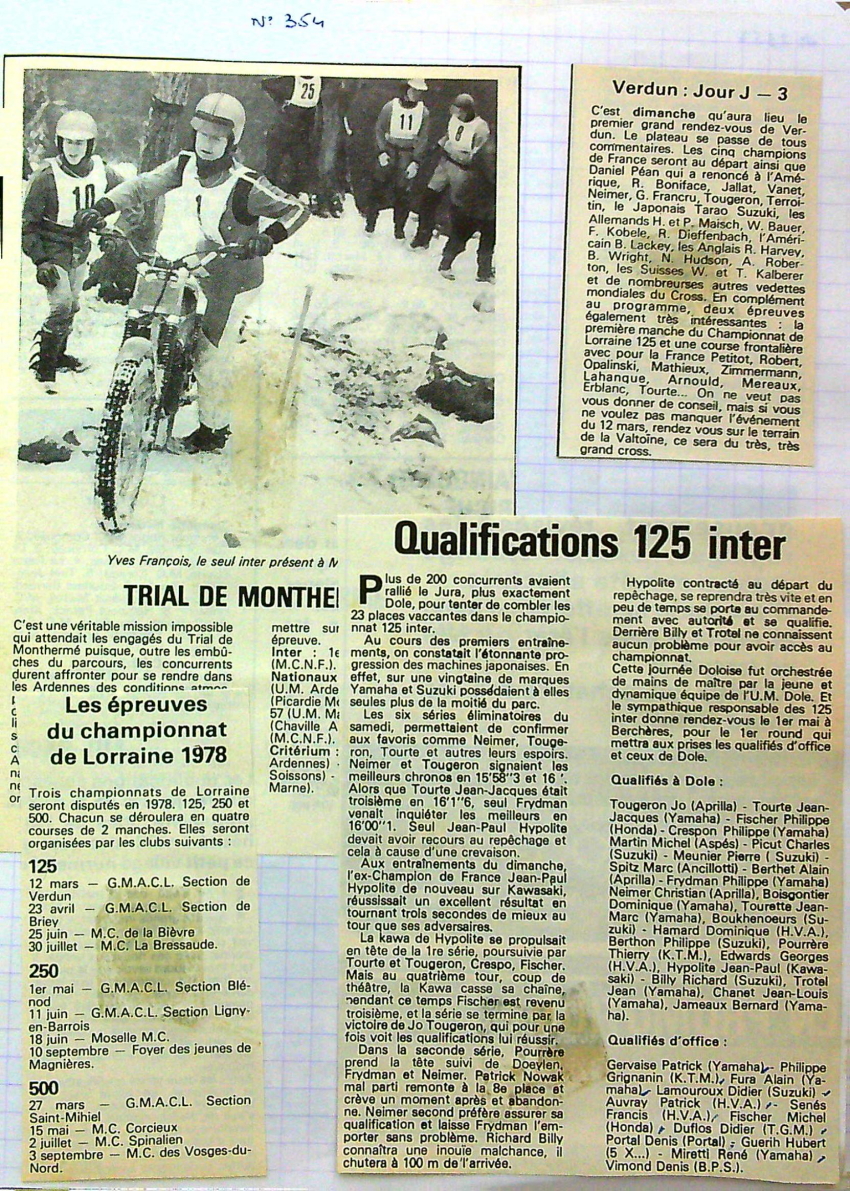 N° 354
25
11
8
10
1
Yves François, le seul inter présent à M
TRIAL DE MONTHE
C'est une véritable mission impossible
qui attendait les engagés du Trial de
Monthermé puisque, outre les embû-
ches du parcours, les concurrents
durent affronter pour se rendre dans
les Ardennes des conditions atmos-
mettre sur
épreuve.
Inter : 1e
(M.C.N.F.).
Nationaux
(U.M. Arde
(Picardie Mo
57 (U.M. Ma
(Chaville A
(M.C.N.F.).
Critérium :
Ardennes) -
Soissons) -
Marne).
Verdun : Jour J — 3
C'est dimanche qu'aura lieu le
premier grand rendez-vous de Ver-
dun. Le plateau se passe de tous
commentaires. Les cinq champions
de France seront au départ ainsi que
Daniel Péan qui a renoncé à l'Amé-
rique, R. Boniface, Jallat, Vanet,
Neimer, G. Francru, Tougeron, Terroi-
tin, le Japonais Tarao Suzuki, les
Allemands H. et P. Maisch, W. Bauer,
F. Kobele, R. Dieffenbach, l'Améri-
cain B. Lackey, les Anglais R. Harvey,
B. Wright, N. Hudson, A. Rober-
ton, les Suisses W. et T. Kalberer
et de nombreurses autres vedettes
mondiales du Cross. En complément
au programme, deux épreuves
également très intéressantes : la
première manche du Championnat de
Lorraine 125 et une course frontalière
avec pour la France Petitot, Robert,
Opalinski, Mathieux, Zimmermann,
Lahanque, Arnould, Mereaux,
Erblanc, Tourte... On ne veut pas
vous donner de conseil, mais si vous
ne voulez pas manquer l'événement
du 12 mars, rendez vous sur le terrain
de la Valtoîne, ce sera du très, très
grand cross.
Les épreuves
du championnat
de Lorraine 1978
Trois championnats de Lorraine
seront disputés en 1978. 125, 250 et
500. Chacun se déroulera en quatre
courses de 2 manches. Elles seront
organisées par les clubs suivants :
125
12 mars — G.M.A.C.L. Section de
Verdun
23 avril — G.M.A.C.L. Section de
Briey
25 juin — M.C. de la Bièvre
30 juillet — M.C. La Bressaude.
250
1er mai — G.M.A.C.L. Section Blé-
nod
11 juin — G.M.A.C.L. Section Ligny-
en-Barrois
18 juin — Moselle M.C.
10 septembre — Foyer des jeunes de
Magnières.
500
27 mars — G.M.A.C.L. Section
Saint-Mihiel
15 mai — M.C. Corcieux
2 juillet — M.C. Spinalien
3 septembre — M.C. des Vosges-du-
Nord.
Qualifications 125 inter
Plus de 200 concurrents avaient
rallié le Jura, plus exactement
Dole, pour tenter de combler les
23 places vaccantes dans le champion-
nat 125 inter.
Au cours des premiers entraîne-
ments, on constatait l'étonnante pro-
gression des machines japonaises. En
effet, sur une vingtaine de marques
Yamaha et Suzuki possédaient à elles
seules plus de la moitié du parc.
Les six séries éliminatoires du
samedi, permettaient de confirmer
aux favoris comme Neimer, Touge-
ron, Tourte et autres leurs espoirs.
Neimer et Tougeron signaient les
meilleurs chronos en 15'58"3 et 16 '.
Alors que Tourte Jean-Jacques était
troisième en 16'1"6, seul Frydman
venait inquiéter les meilleurs en
16'00"1. Seul Jean-Paul Hypolite
devait avoir recours au repêchage et
cela à cause d'une crevaison.
Aux entraînements du dimanche,
l'ex-Champion de France Jean-Paul
Hypolite de nouveau sur Kawasaki,
réussissait un excellent résultat en
tournant trois secondes de mieux au
tour que ses adversaires.
La kawa de Hypolite se propulsait
en tête de la 1re série, poursuivie par
Tourte et Tougeron, Crespo, Fischer.
Mais au quatrième tour, coup de
théâtre, la Kawa casse sa chaîne,
pendant ce temps Fischer est revenu
troisième, et la série se termine par la
victoire de Jo Tougeron, qui pour une
fois voit les qualifications lui réussir.
Dans la seconde série, Pourrère
prend la tête suivi de Doeylen,
Frydman et Neimer. Patrick Nowak
mal parti remonte à la 8e place et
crève un moment après et abandon-
ne. Neimer second préfère assurer sa
qualification et laisse Frydman l'em-
porter sans problème. Richard Billy
connaîtra une inouïe malchance, il
chutera à 100 m de l'arrivée.
Hypolite contracté au départ du
repêchage, se reprendra très vite et en
peu de temps se porte au commande-
ment avec autorité et se qualifie.
Derrière Billy et Trotel ne connaissent
aucun problème pour avoir accès au
championnat.
Cette journée Doloise fut orchestrée
de mains de maître par la jeune et
dynamique équipe de l'U.M. Dole. Et
le sympathique responsable des 125
inter donne rendez-vous le 1er mai à
Berchères, pour le 1er round qui
mettra aux prises les qualifiés d'office
et ceux de Dole.
Qualifiés à Dole :
Tougeron Jo (Aprilla) - Tourte Jean-
Jacques (Yamaha) - Fischer Philippe
(Honda) - Crespon Philippe (Yamaha)
Martin Michel (Aspés) - Picut Charles
(Suzuki) - Meunier Pierre ( Suzuki) -
Spitz Marc (Ancillotti) - Berthet Alain
(Aprilla) - Frydman Philippe (Yamaha)
Neimer Christian (Aprilla), Boisgontier
Dominique (Yamaha), Tourette Jean-
Marc (Yamaha), Boukhenoeurs (Su-
zuki) - Hamard Dominique (H.V.A.),
Berthon Philippe (Suzuki), Pourrère
Thierry (K.T.M.), Edwards Georges
(H.V.A.), Hypolite Jean-Paul (Kawa-
saki) - Billy Richard (Suzuki), Trotel
Jean (Yamaha), Chanet Jean-Louis
(Yamaha), Jameaux Bernard (Yama-
ha).
Qualifiés d'office :
Gervaise Patrick (Yamaha) - Philippe
Grignanin (K.T.M.), Fura Alain (Ya-
maha), Lamouroux Didier (Suzuki) -
Auvray Patrick (H.V.A.) - Senés
Francis (H.V.A.), Fischer Michel
(Honda) , Duflos Didier (T.G.M.) ,
Portal Denis (Portal) , Guerih Hubert
(5 X...) - Miretti René (Yamaha) ,
Vimond Denis (B.P.S.).